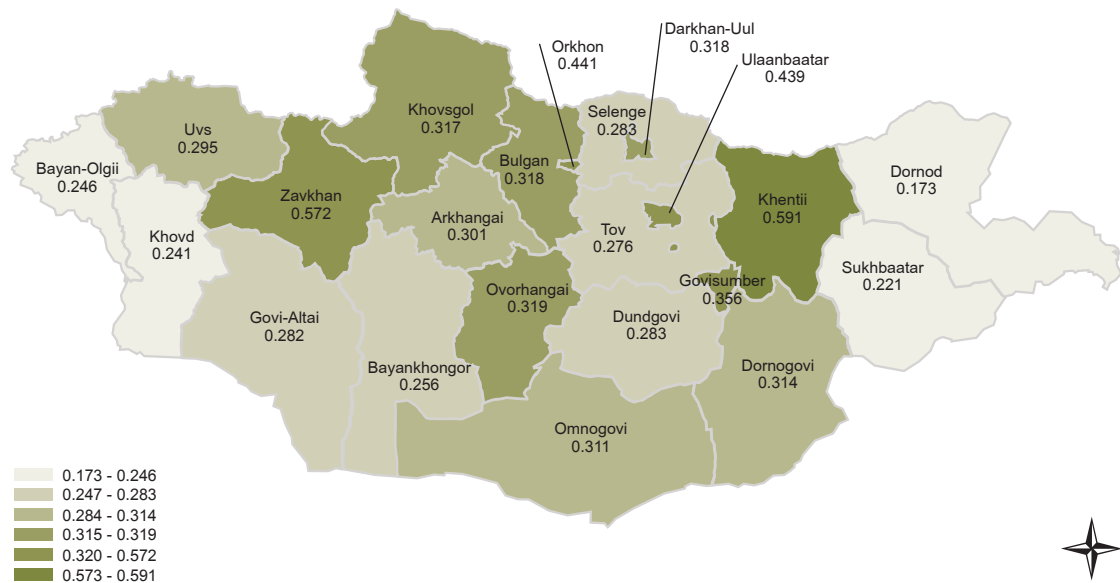 Darkhan-Uul
0.318
Orkhon
0.441
Ulaanbaatar
0.439
Khovsgol
0.317
Selenge
0.283
Uvs
0.295
Bulgan
0.318
Bayan-Olgii
0.246
Dornod
0.173
Zavkhan
0.572
Khentii
0.591
Arkhangai
0.301
Khovd
0.241
Tov
0.276
Sukhbaatar
0.221
Govisumber
0.356
Ovorhangai
0.319
Govi-Altai
0.282
Dundgovi
0.283
Bayankhongor
0.256
Dornogovi
0.314
Omnogovi
0.311
0.173 - 0.246
0.247 - 0.283
0.284 - 0.314
0.315 - 0.319
0.320 - 0.572
0.573 - 0.591